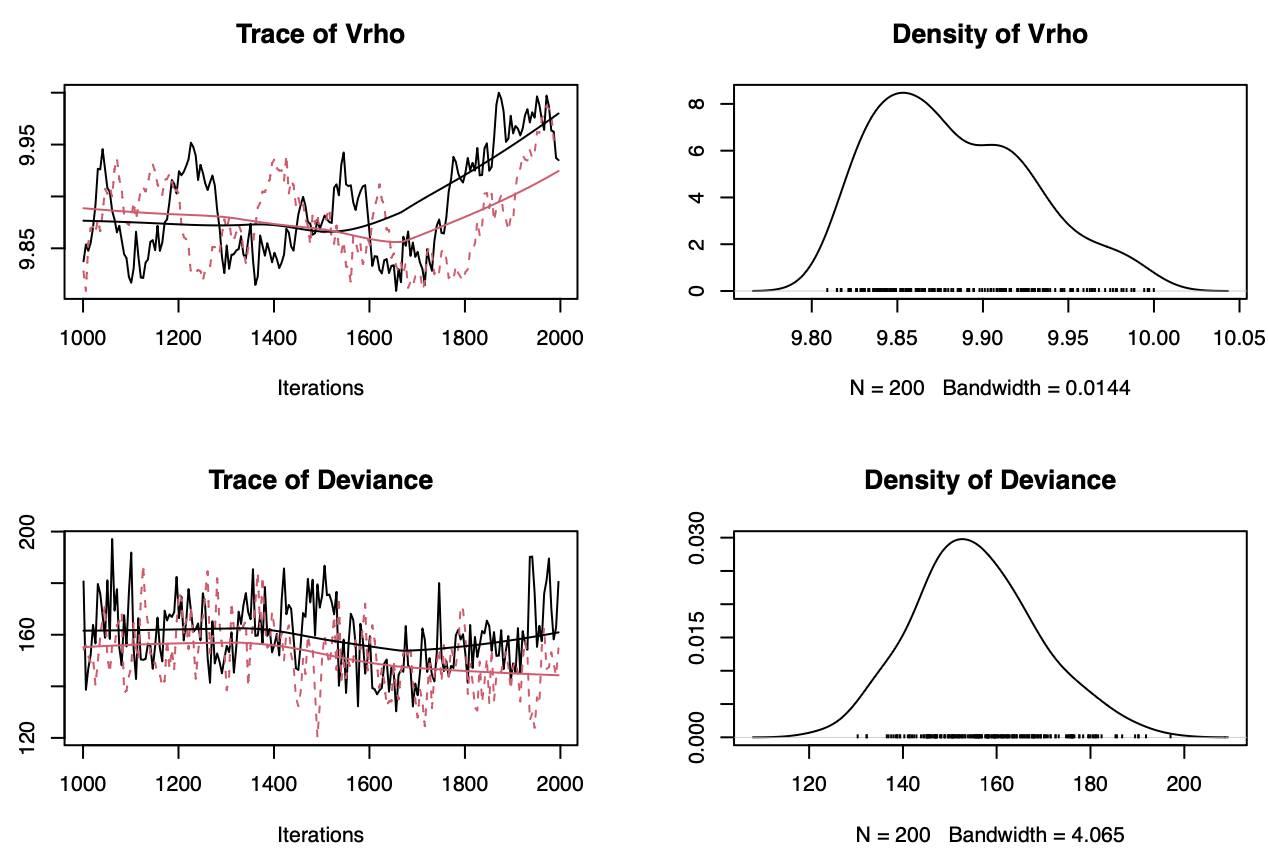 Trace of Vrho
9.95
9.85
1000 1200 1400 1600 1800 2000
Iterations
Density of Vrho
8
6
4
2
0
9.80 9.85 9.90 9.95 10.00 10.05
N = 200 Bandwidth = 0.0144
Trace of Deviance
200
160
120
1000 1200 1400 1600 1800 2000
Iterations
Density of Deviance
0.030
0.015
0.000
120 140 160 180 200
N = 200 Bandwidth = 4.065